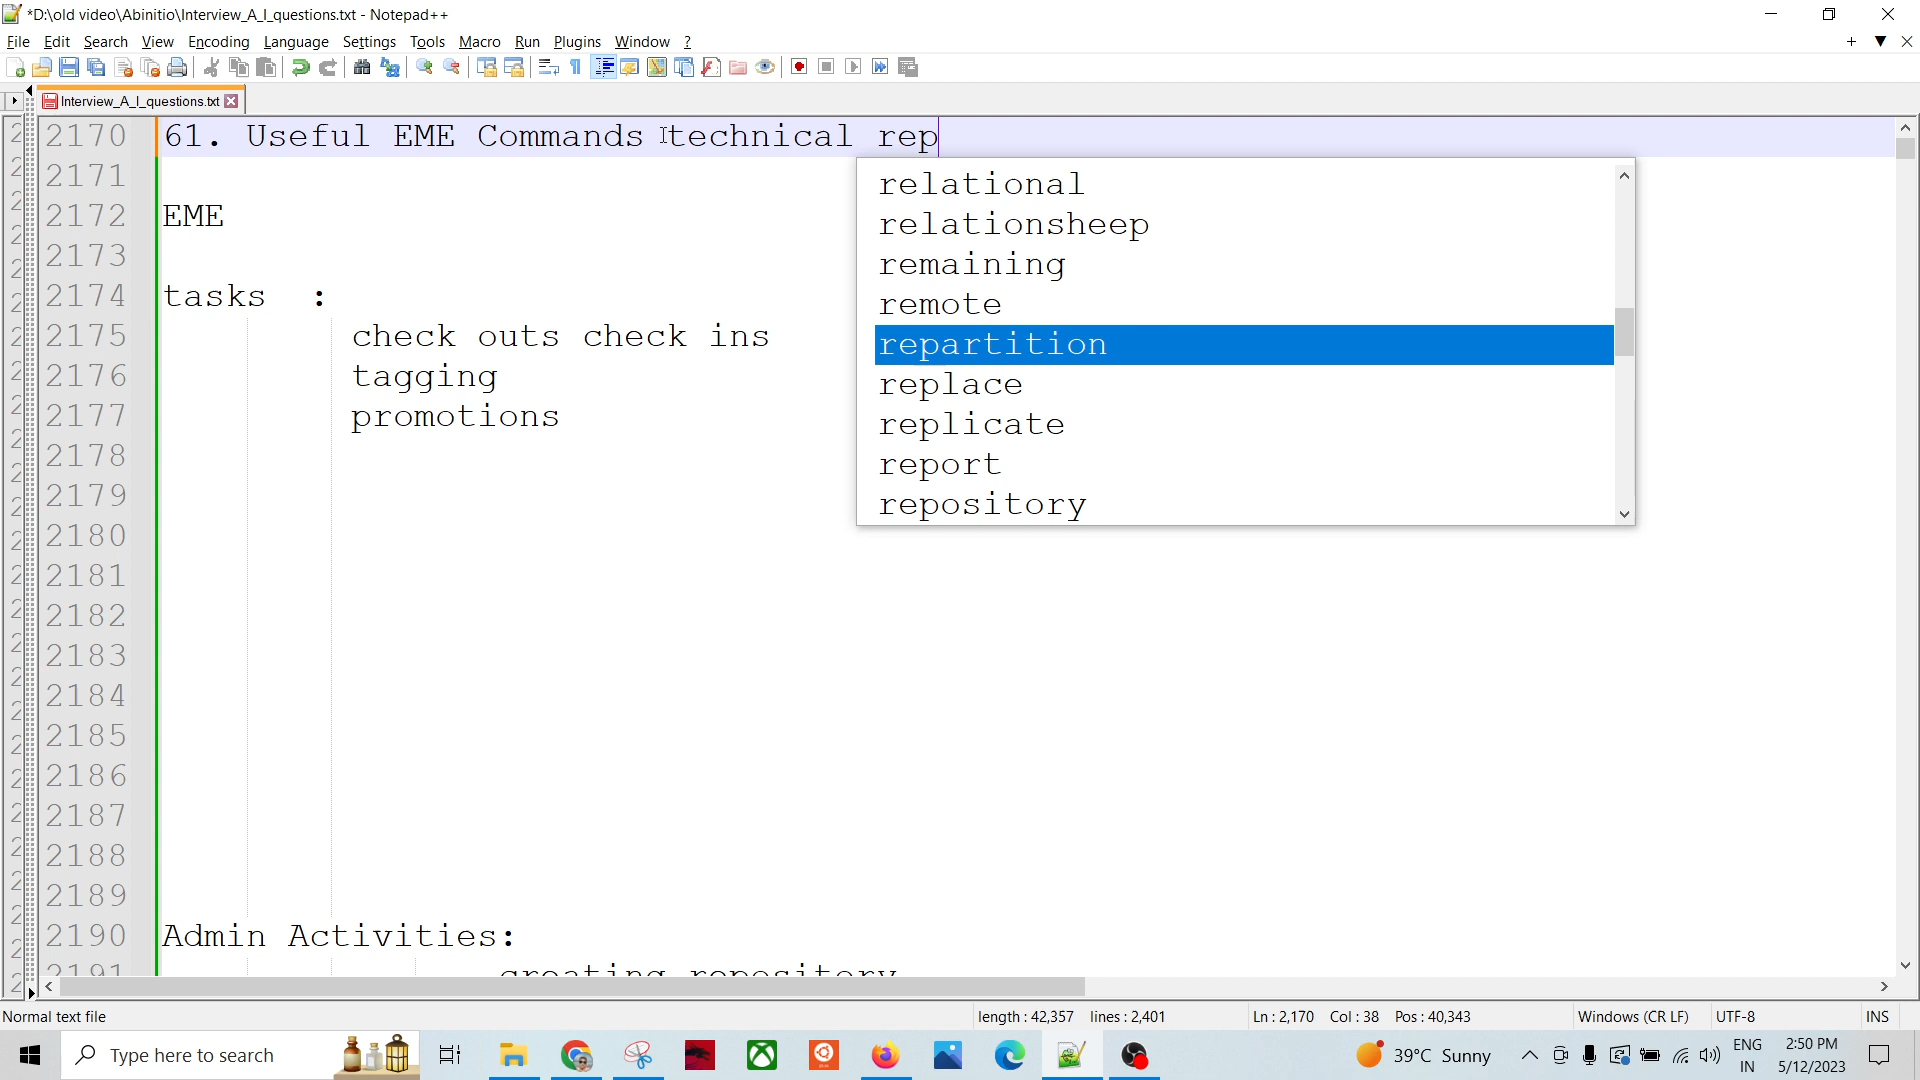 *D:\old video\Abinitio\Interview_A_I_questions.txt - Notepad++
File Edit Search View Encoding Language Settings Tools Macro Run Plugins Window ?
Interview_A_I_questions.txt
2170 61. Useful EME Commands technical rep
relational
2171
2172 EME
relationsheep
2173
remaining
2174 tasks :
remote
2175 check outs check ins
repartition
2176 tagging
replace
2177 promotions
replicate
2178
report
2179
repository
2180
2181
2182
2183
2184
2185
2186
2187
2188
2189
2190 Admin Activities:
2191 creating repository
Normal text file length : 42,357 lines : 2,401 Ln : 2,170 Col : 38 Pos : 40,343 Windows (CR LF) UTF-8 INS
Type here to search
39°C Sunny
ENG
IN
2:50 PM
5/12/2023